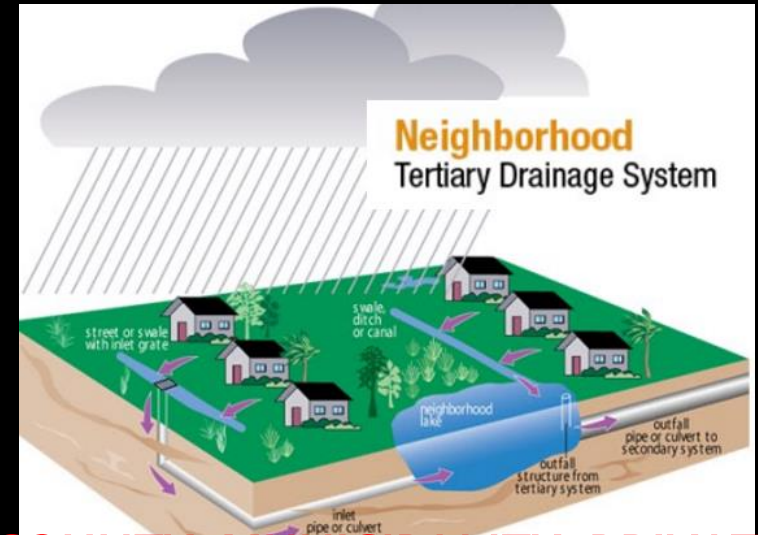 Neighborhood
Tertiary Drainage System
street or swale
with inlet grate
swale,
ditch
or canal
neighborhood
lake
outfall
pipe or culvert to
secondary system
outfall
structure from
tertiary system
inlet
pipe or culvert